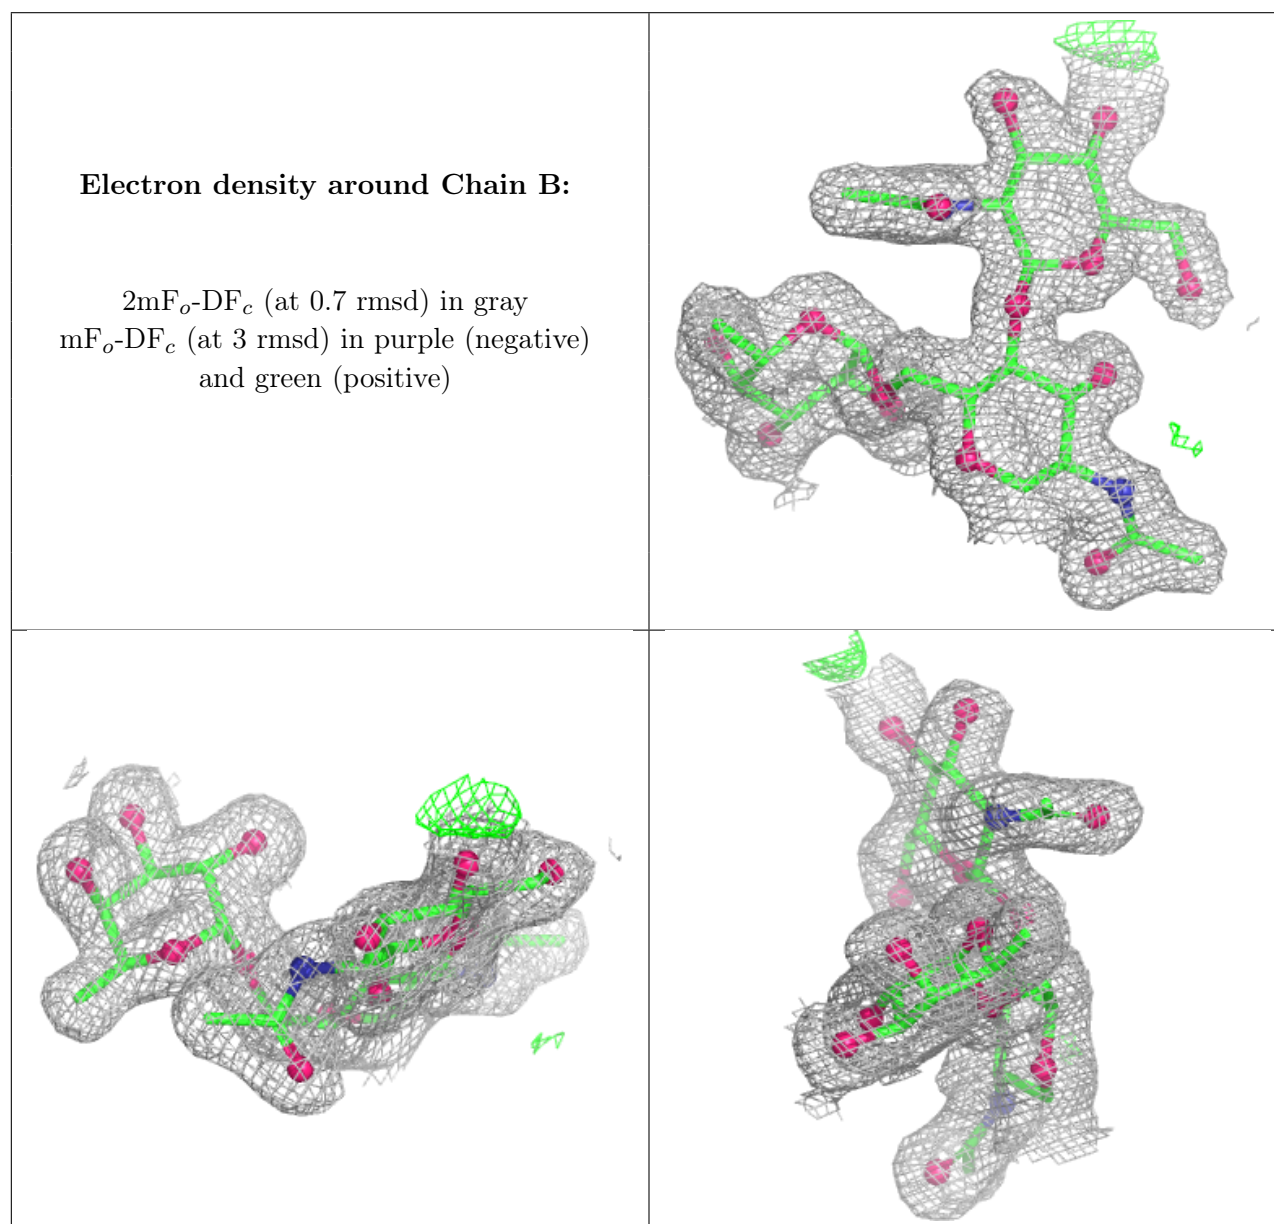 Electron density around Chain B:
2mFo-DFc (at 0.7 rmsd) in gray
mFo-DFc (at 3 rmsd) in purple (negative)
and green (positive)